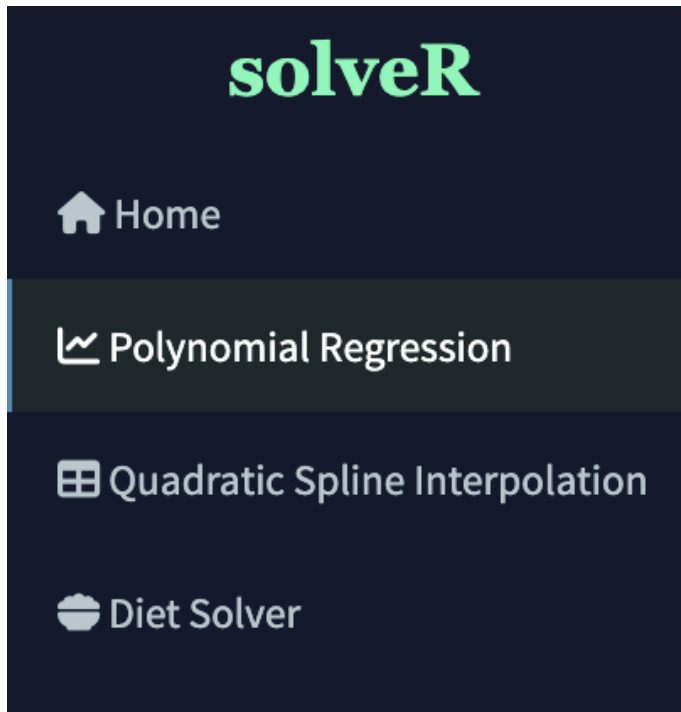 solveR
Home
Polynomial Regression
Quadratic Spline Interpolation
Diet Solver